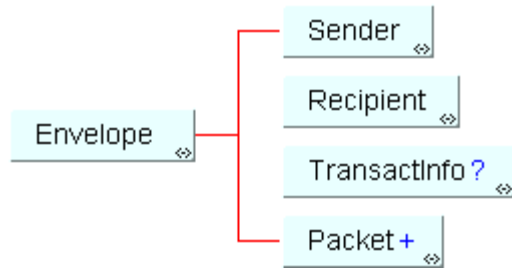 Sender
Recipient
Envelope
TransactInfo?
Packet+